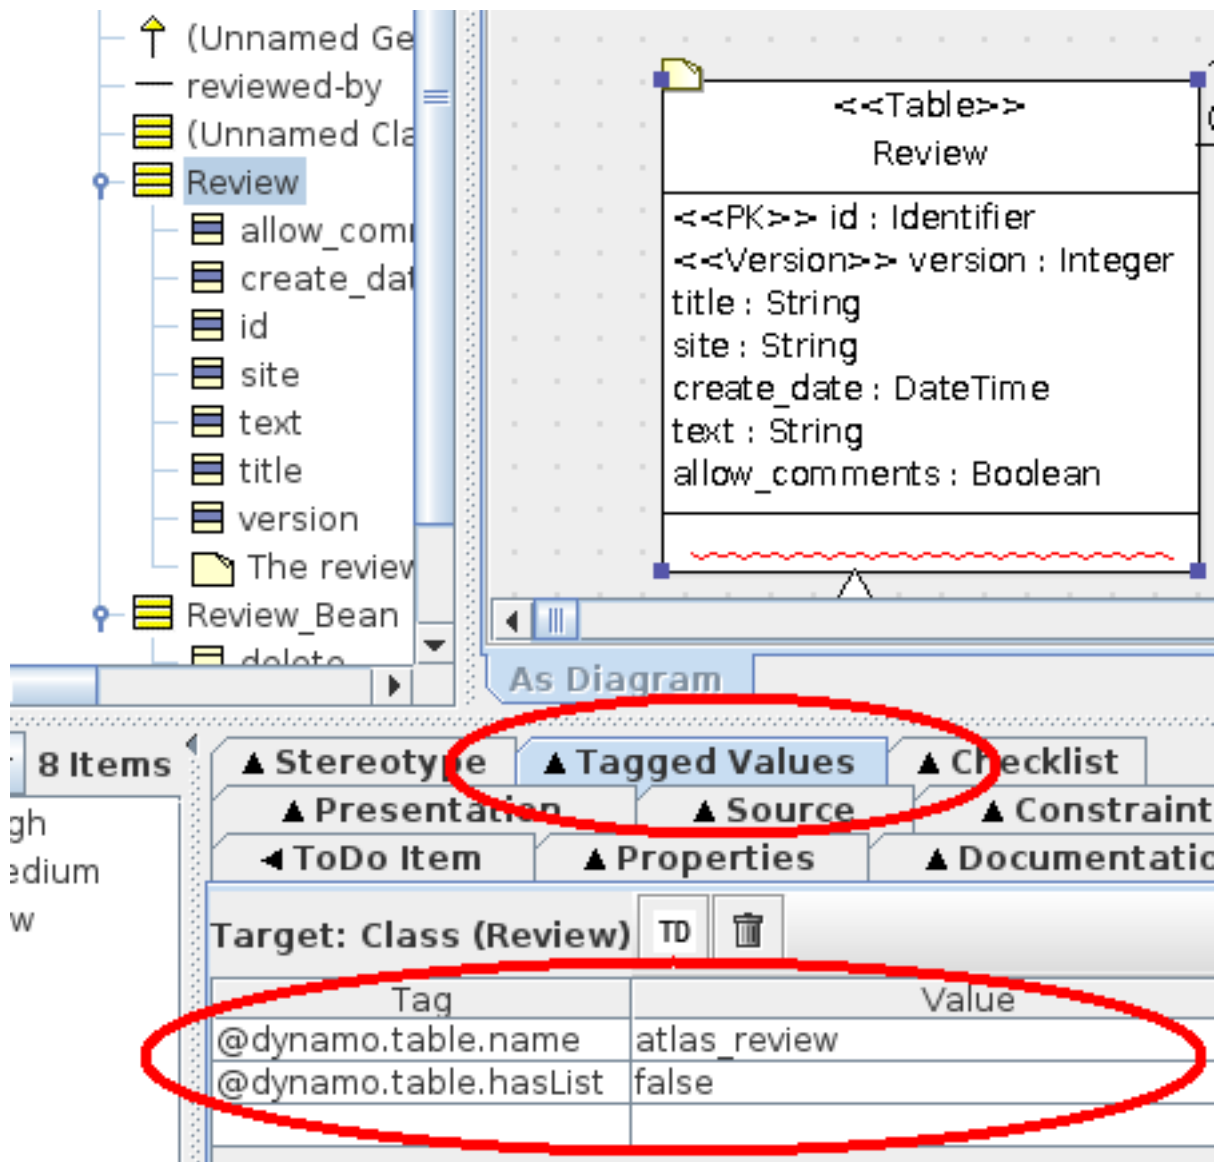 (Unnamed Ge
reviewed-by
(Unnamed Cla
Review
allow_com
create_dat
id
site
text
title
version
The review
Review_Bean
delete
<<Table>>
Review
<<PK>> id : Identifier
<<Version>> version : Integer
title : String
site : String
create_date : DateTime
text : String
allow_comments : Boolean
As Diagram
8 Items
gh
edium
w
Stereotype
Tagged Values
Checklist
Presentation
Source
Constraint
ToDo Item
Properties
Documentatio
Target: Class (Review)
TD
Tag
Value
@dynamo.table.name
atlas_review
@dynamo.table.hasList
false